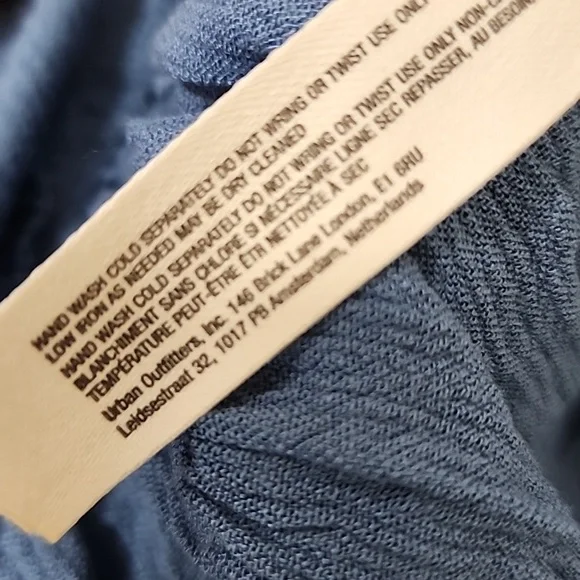 HAND WASH COLD SEPARATELY DO NOT WRING OR TWIST USE ONLY
LOW IRON AS NEEDED MAY BE DRY CLEANED
HAND WASH COLD SEPARATELY DO NOT WRING OR TWIST USE ONLY NON-C
BLANCHIMENT SANS CHLORE SI NÉCESSAIRE LIGNE SEC REPASSER, AU BESOIN
TEMPERATURE PEUT-ÊTRE ÊTR NETTOYÉE À SEC
Urban Outfitters, Inc. 146 Brick Lane London, E1 6RU
Leidsestraat 32, 1017 PB Amsterdam, Netherlands